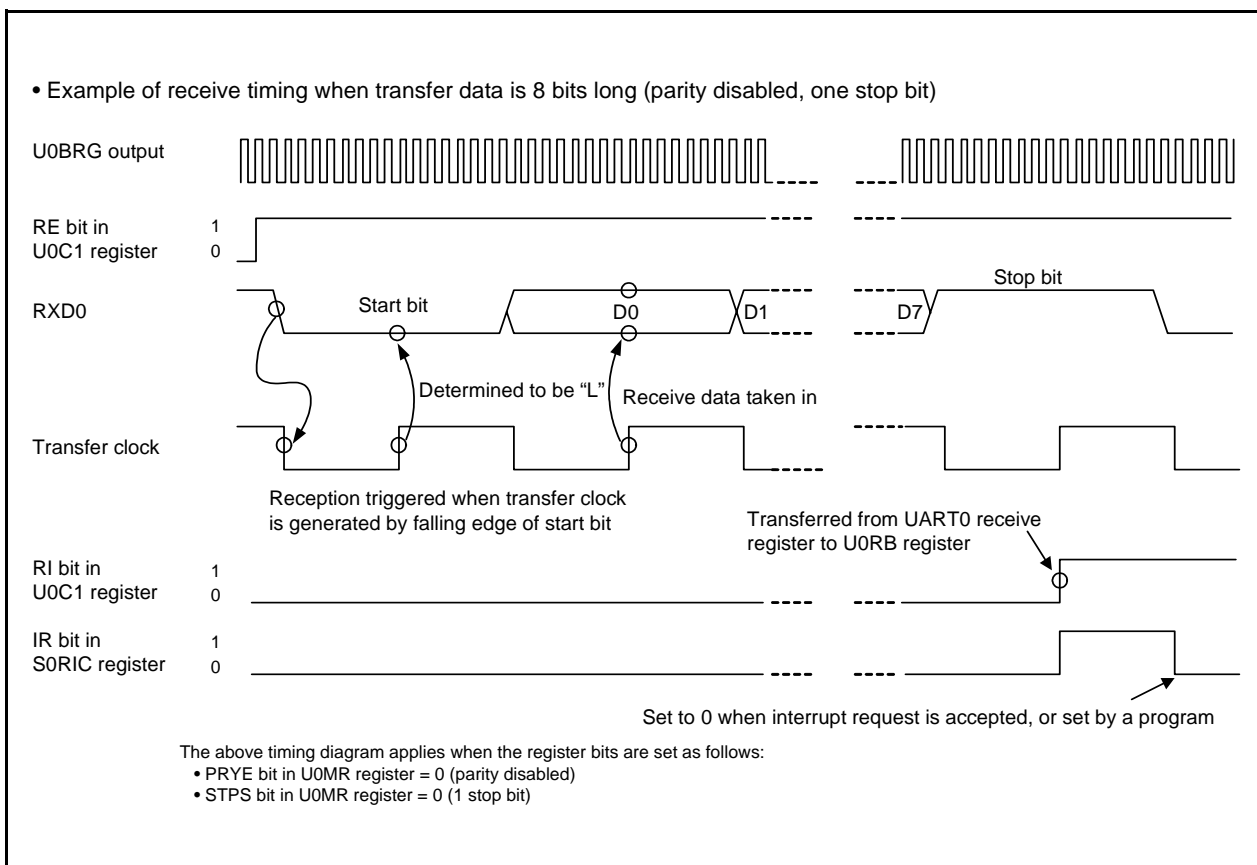 • Example of receive timing when transfer data is 8 bits long (parity disabled, one stop bit)
U0BRG output
RE bit in
U0C1 register
1
0
RXD0
Start bit
D0
D1
D7
Stop bit
Determined to be “L”
Receive data taken in
Transfer clock
Reception triggered when transfer clock
is generated by falling edge of start bit
Transferred from UART0 receive
register to U0RB register
RI bit in
U0C1 register
1
0
IR bit in
S0RIC register
1
0
Set to 0 when interrupt request is accepted, or set by a program
The above timing diagram applies when the register bits are set as follows:
• PRYE bit in U0MR register = 0 (parity disabled)
• STPS bit in U0MR register = 0 (1 stop bit)